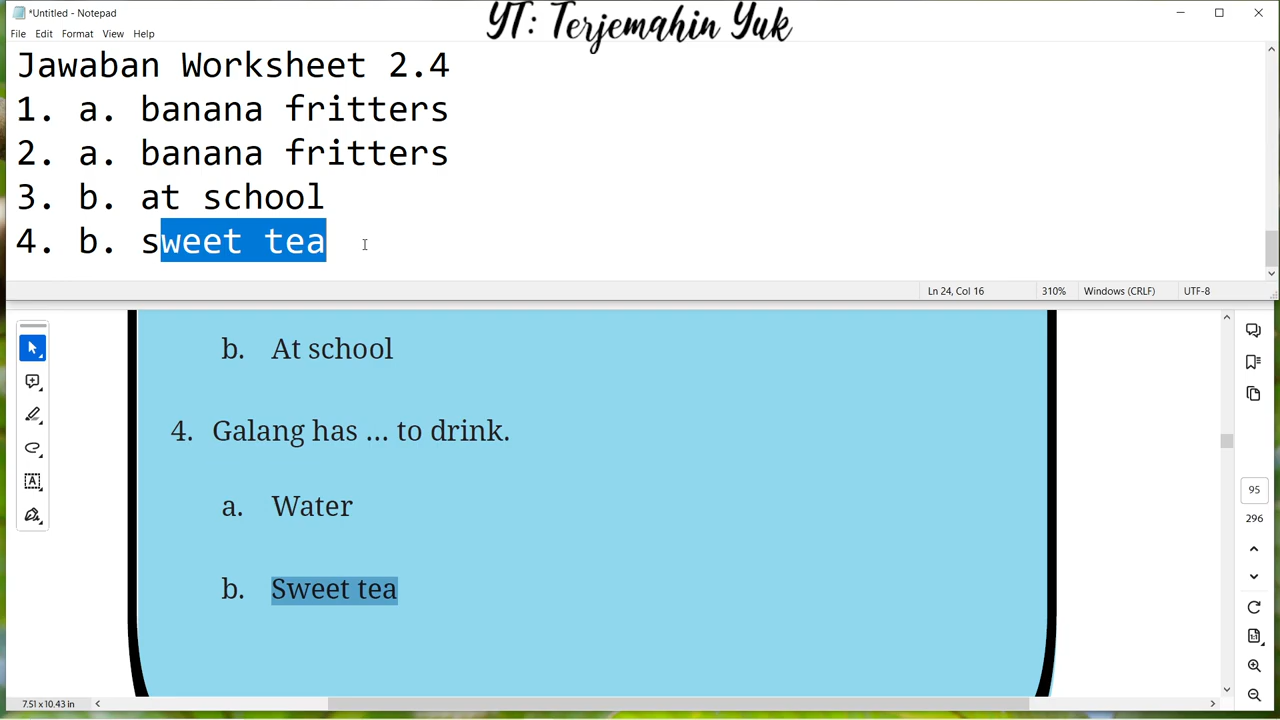 *Untitled - Notepad
YT: Terjemahin Yuk
File Edit Format View Help
Jawaban Worksheet 2.4
1. a. banana fritters
2. a. banana fritters
3. b. at school
4. b. sweet tea
Ln 24, Col 16 310% Windows (CRLF) UTF-8
b. At school
4. Galang has ... to drink.
a. Water
b. Sweet tea
95
296
7.51 x 10.43 in